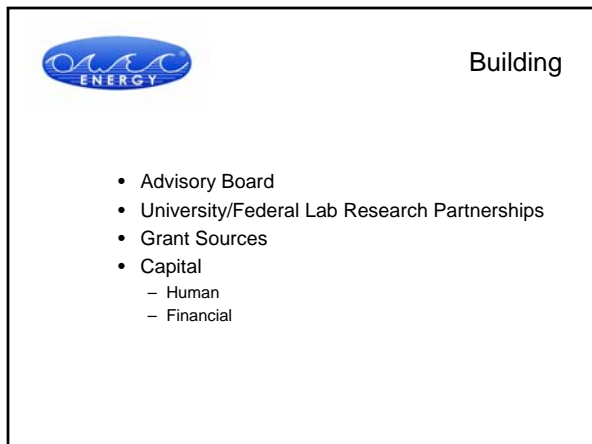 OWEC
ENERGY
Building
• Advisory Board
• University/Federal Lab Research Partnerships
• Grant Sources
• Capital
– Human
– Financial